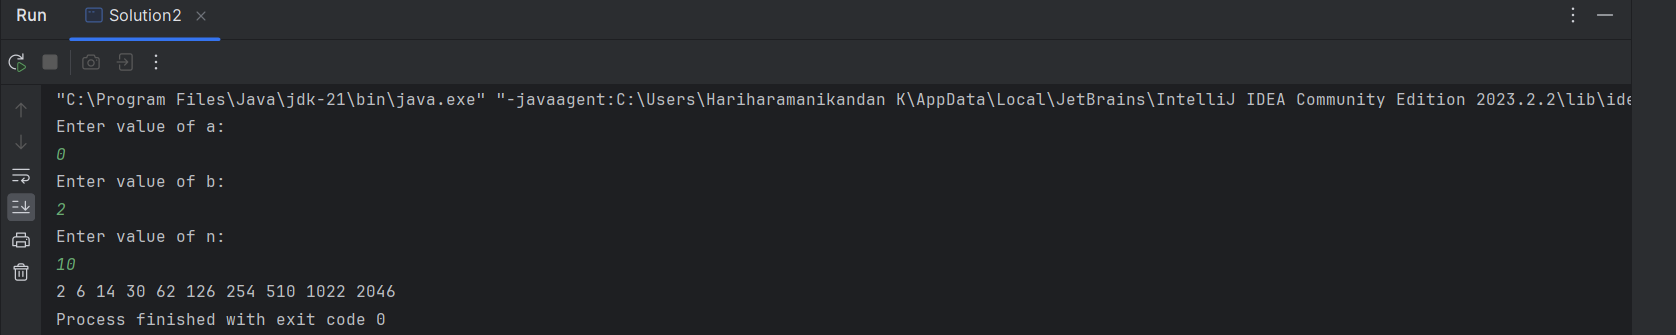 Run Solution2
"C:\Program Files\Java\jdk-21\bin\java.exe" "-javaagent:C:\Users\Hariharamanikandan K\AppData\Local\JetBrains\IntelliJ IDEA Community Edition 2023.2.2\lib\ide
Enter value of a:
0
Enter value of b:
2
Enter value of n:
10
2 6 14 30 62 126 254 510 1022 2046
Process finished with exit code 0